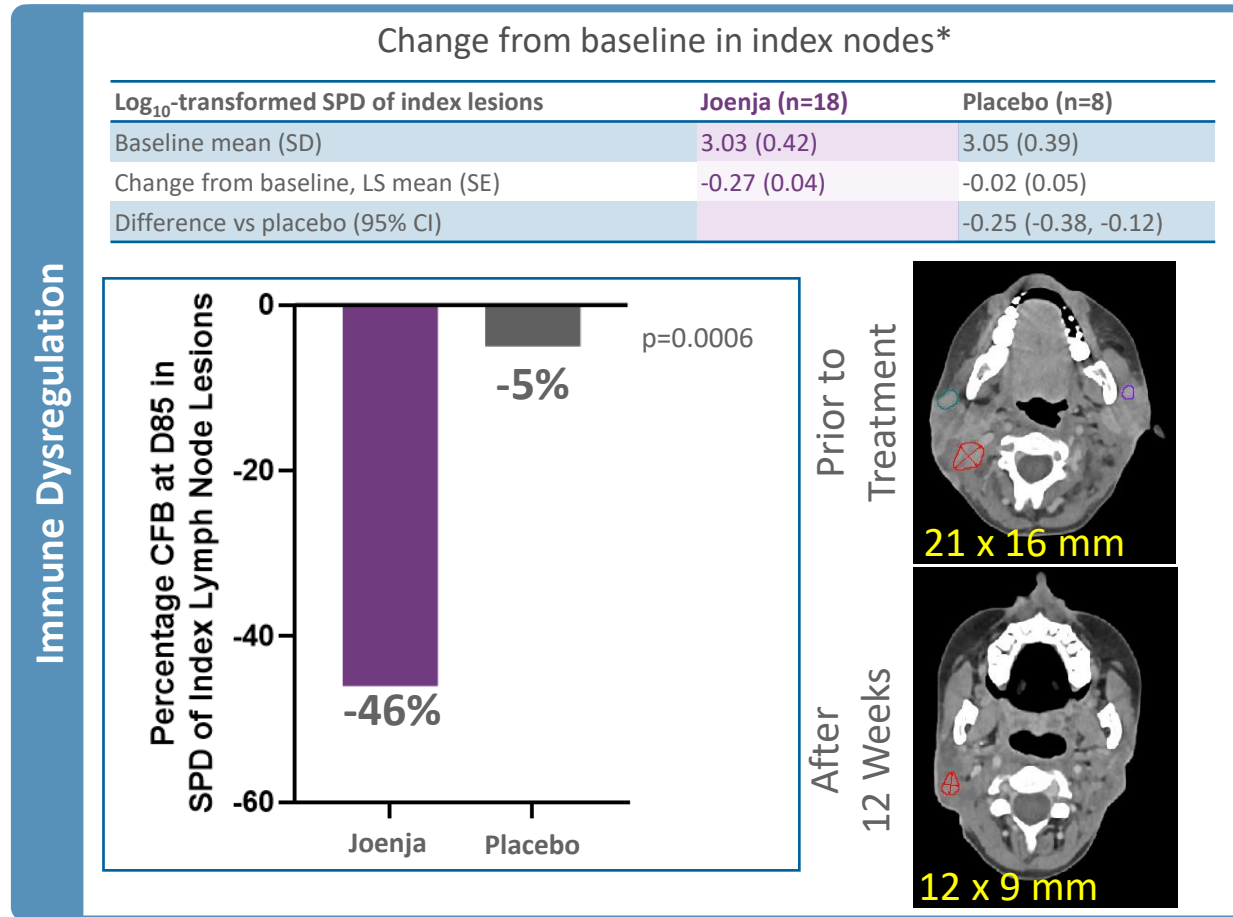 Change from baseline in index nodes*
Log10-transformed SPD of index lesions Joenja (n=18) Placebo (n=8)
Baseline mean (SD) 3.03 (0.42) 3.05 (0.39)
Change from baseline, LS mean (SE) -0.27 (0.04) -0.02 (0.05)
Difference vs placebo (95% CI) -0.25 (-0.38, -0.12)
Immune Dysregulation
Percentage CFB at D85 in
SPD of Index Lymph Node Lesions
0
-20
-40
-60
-46%
-5%
p=0.0006
Joenja Placebo
Prior to
Treatment
21 x 16 mm
After
12 Weeks
12 x 9 mm